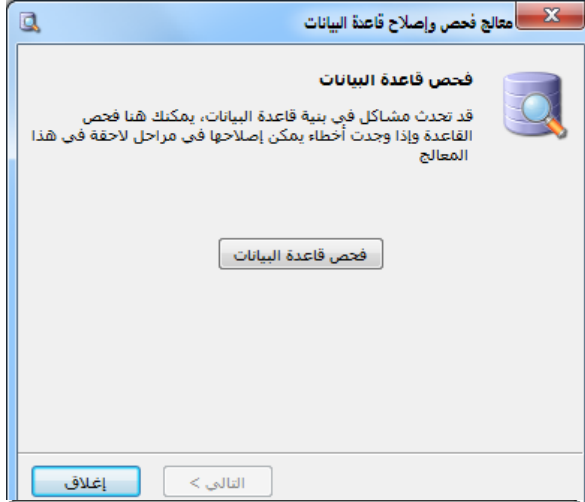 معالج فحص وإصلاح قاعدة البيانات
فحص قاعدة البيانات
قد تحدث مشاكل في بنية قاعدة البيانات، يمكنك هنا فحص
القاعدة وإذا وجدت أخطاء يمكن إصلاحها في مراحل لاحقة في هذا
المعالج
فحص قاعدة البيانات
التالي >
إغلاق